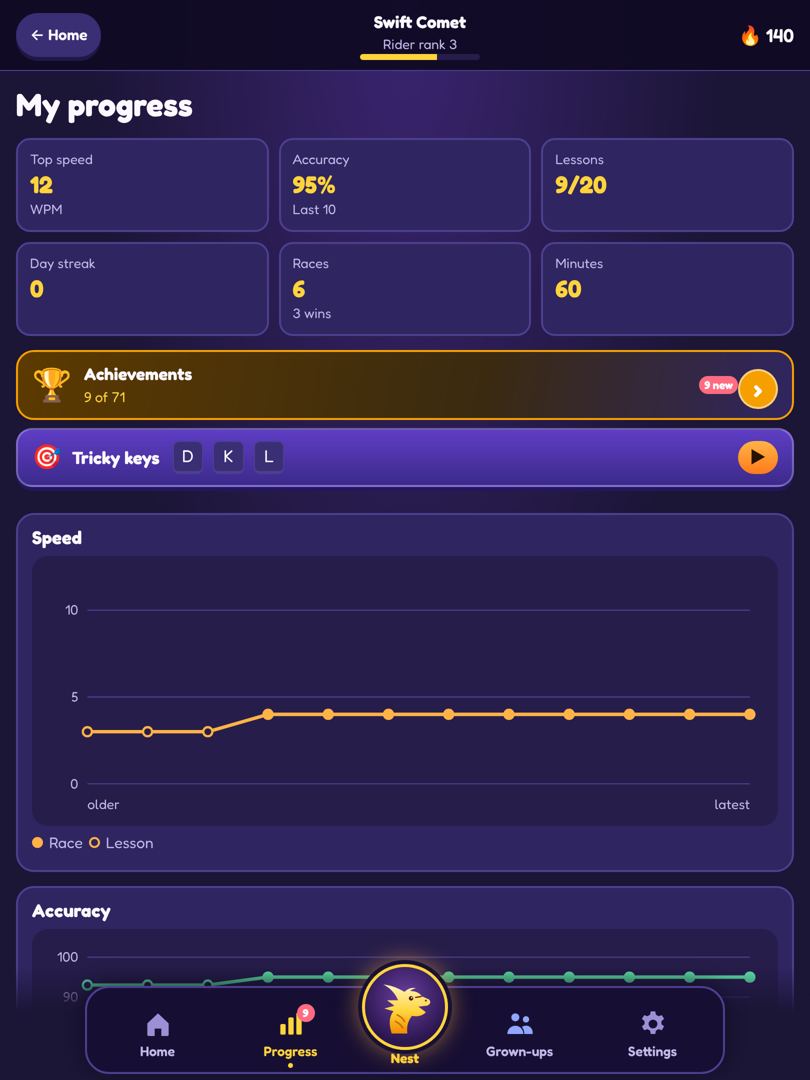 ← Home
Swift Comet
Rider rank 3
140
My progress
Top speed
12
WPM
Accuracy
95%
Last 10
Lessons
9/20
Day streak
0
Races
6
3 wins
Minutes
60
Achievements
9 of 71
9 new
Tricky keys D K L
Speed
10
5
0
older latest
Race Lesson
Accuracy
100
90
9
Home
Progress
Nest
Grown-ups
Settings